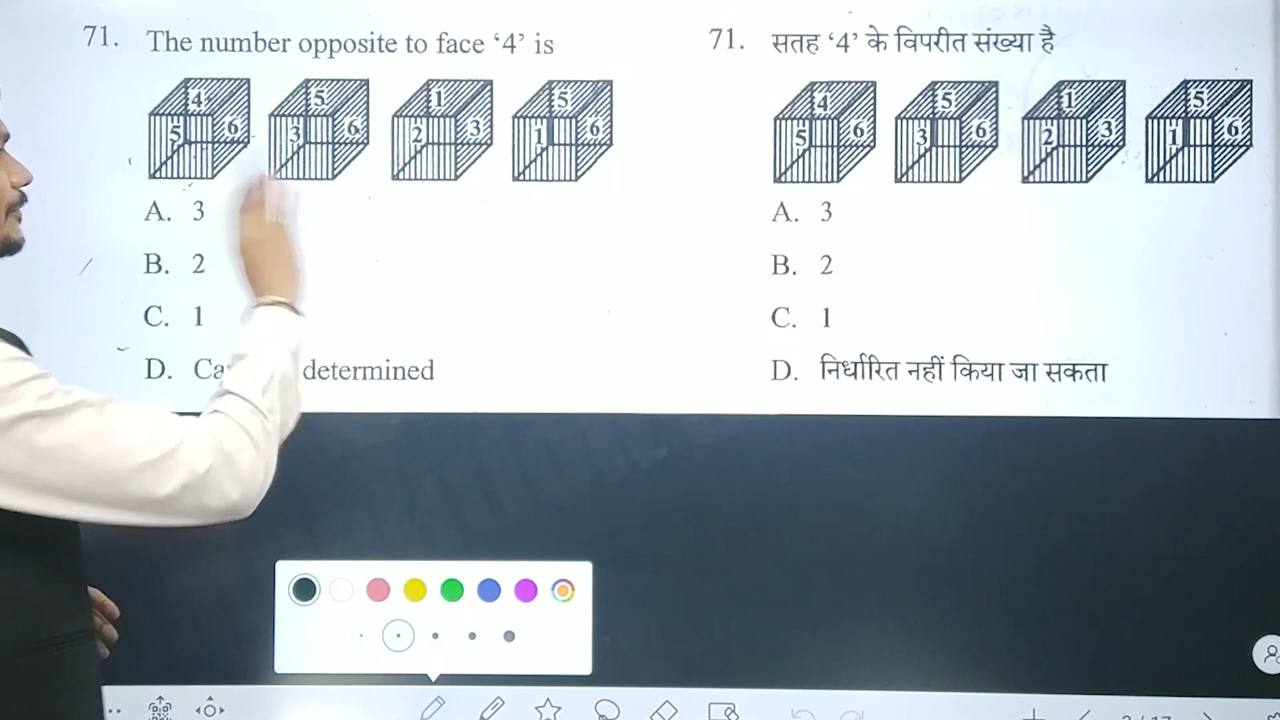 71. The number opposite to face ‘4’ is
4 5 6 5 3 6 1 2 3 5 1 6
A. 3
B. 2
C. 1
D. determined
71. सतह ‘4’ के विपरीत संख्या है
4 5 6 5 3 6 1 2 3 5 1 6
A. 3
B. 2
C. 1
D. निर्धारित नहीं किया जा सकता